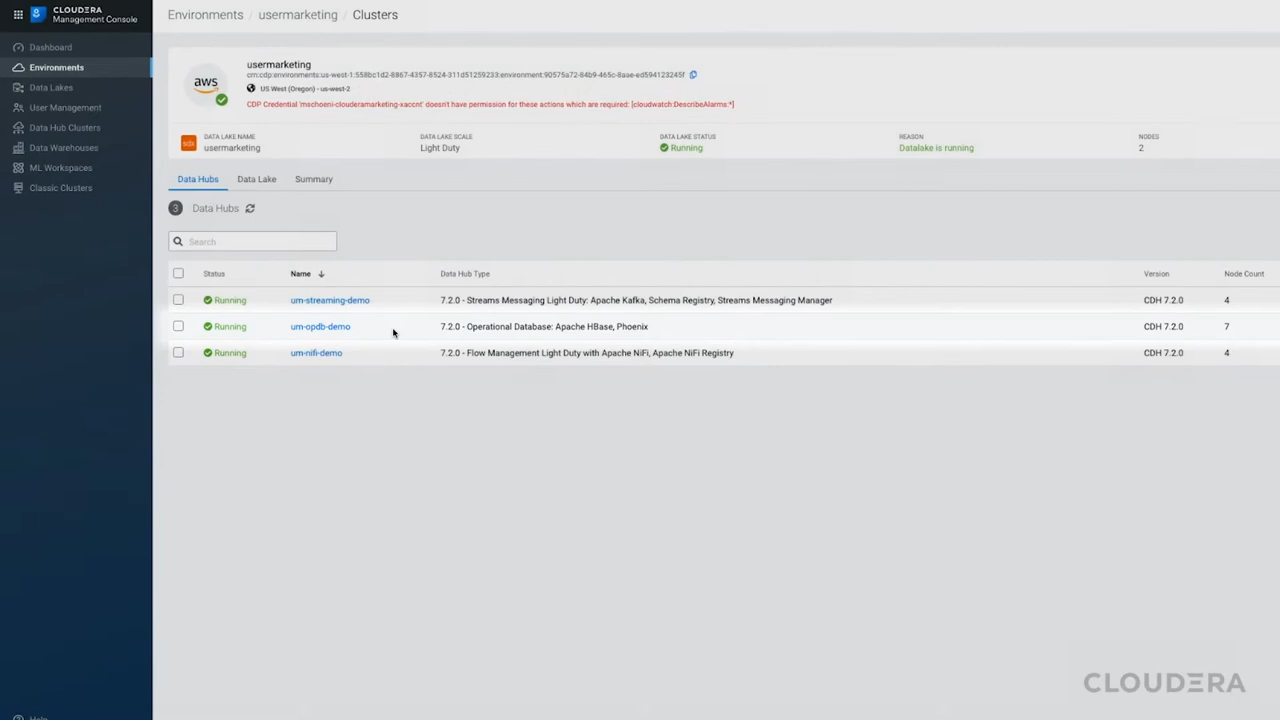 CLOUDERA
Management Console
Environments / usermarketing / Clusters
Dashboard
Environments
Data Lakes
User Management
Data Hub Clusters
Data Warehouses
ML Workspaces
Classic Clusters
Help
aws
usermarketing
crn:cdp:environments:us-west-1:558bc1d2-8867-4357-8524-311d51259233:environment:90575a72-84b9-465c-8aae-ed594123245f
US West (Oregon) - us-west-2
CDP Credential 'mschoeni-clouderamarketing-xaccnt' doesn't have permission for these actions which are required: [cloudwatch:DescribeAlarms:*]
sdx
DATA LAKE NAME DATA LAKE SCALE DATA LAKE STATUS REASON NODES
usermarketing Light Duty Running Datalake is running 2
Data Hubs Data Lake Summary
3 Data Hubs
Search
Status Name Data Hub Type Version Node Count
Running um-streaming-demo 7.2.0 - Streams Messaging Light Duty: Apache Kafka, Schema Registry, Streams Messaging Manager CDH 7.2.0 4
Running um-opdb-demo 7.2.0 - Operational Database: Apache HBase, Phoenix CDH 7.2.0 7
Running um-nifi-demo 7.2.0 - Flow Management Light Duty with Apache NiFi, Apache NiFi Registry CDH 7.2.0 4
CLOUDERA